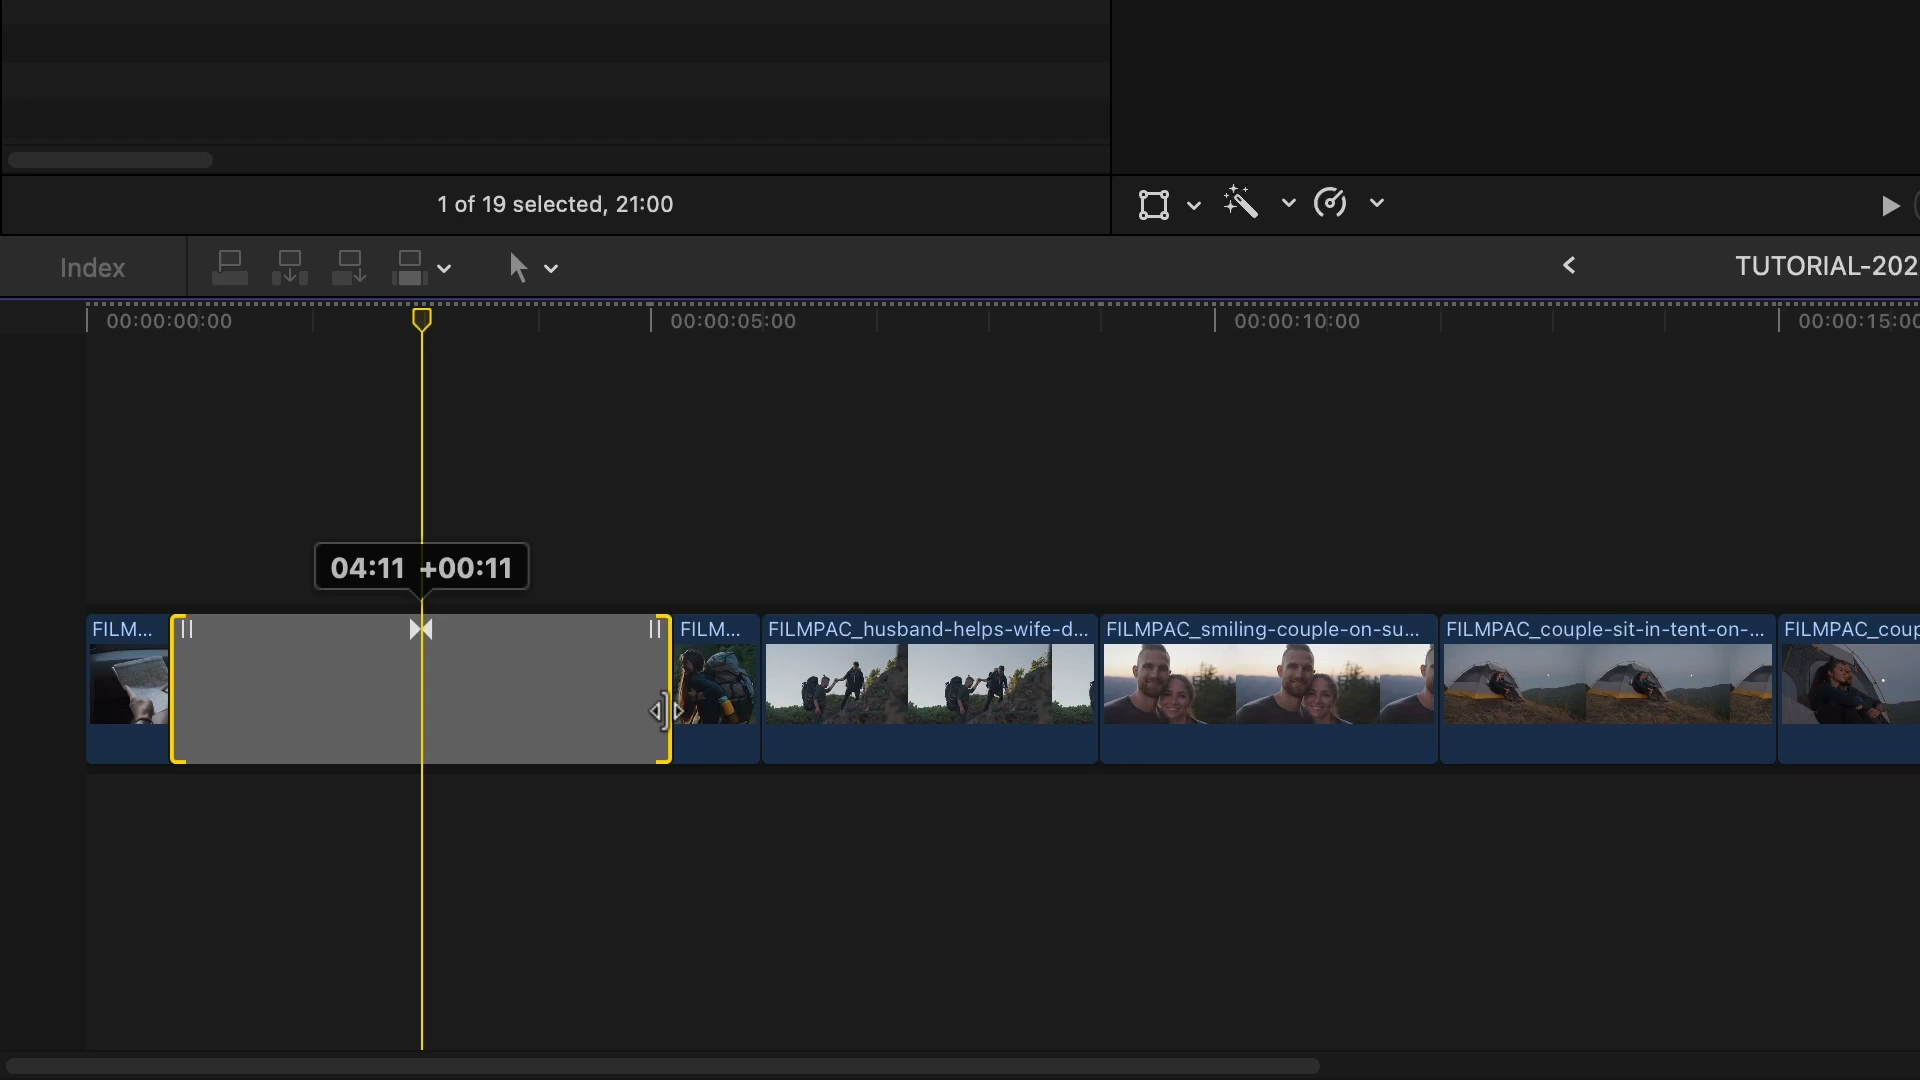 1 of 19 selected, 21:00
Index
TUTORIAL-202
00:00:00:00
00:00:05:00
00:00:10:00
00:00:15:00
04:11 +00:11
FILM...
FILM...
FILMPAC_husband-helps-wife-d...
FILMPAC_smiling-couple-on-su...
FILMPAC_couple-sit-in-tent-on-...
FILMPAC_coup